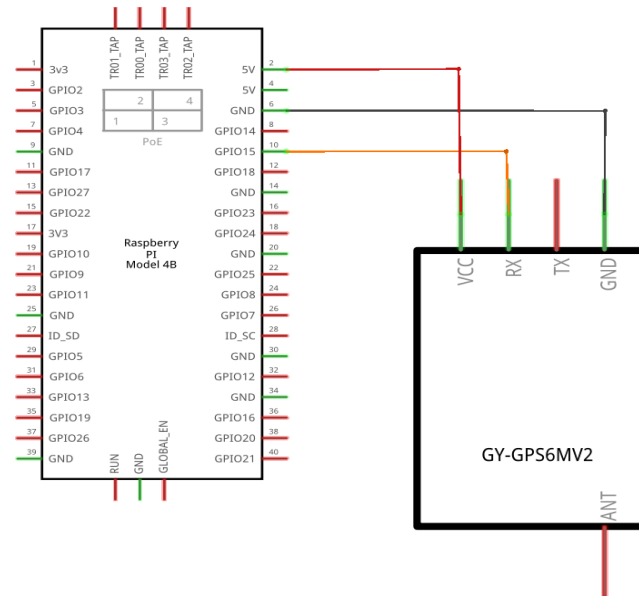 TR01_TAP
TR00_TAP
TR03_TAP
TR02_TAP
1 3v3
3 GPIO2
5 GPIO3
7 GPIO4
9 GND
11 GPIO17
13 GPIO27
15 GPIO22
17 3V3
19 GPIO10
21 GPIO9
23 GPIO11
25 GND
27 ID_SD
29 GPIO5
31 GPIO6
33 GPIO13
35 GPIO19
37 GPIO26
39 GND
2 4
1 3
PoE
Raspberry
PI
Model 4B
5V 2
5V 4
GND 6
GPIO14 8
GPIO15 10
GPIO18 12
GND 14
GPIO23 16
GPIO24 18
GND 20
GPIO25 22
GPIO8 24
GPIO7 26
ID_SC 28
GND 30
GPIO12 32
GND 34
GPIO16 36
GPIO20 38
GPIO21 40
RUN
GND
GLOBAL_EN
VCC
RX
TX
GND
GY-GPS6MV2
ANT